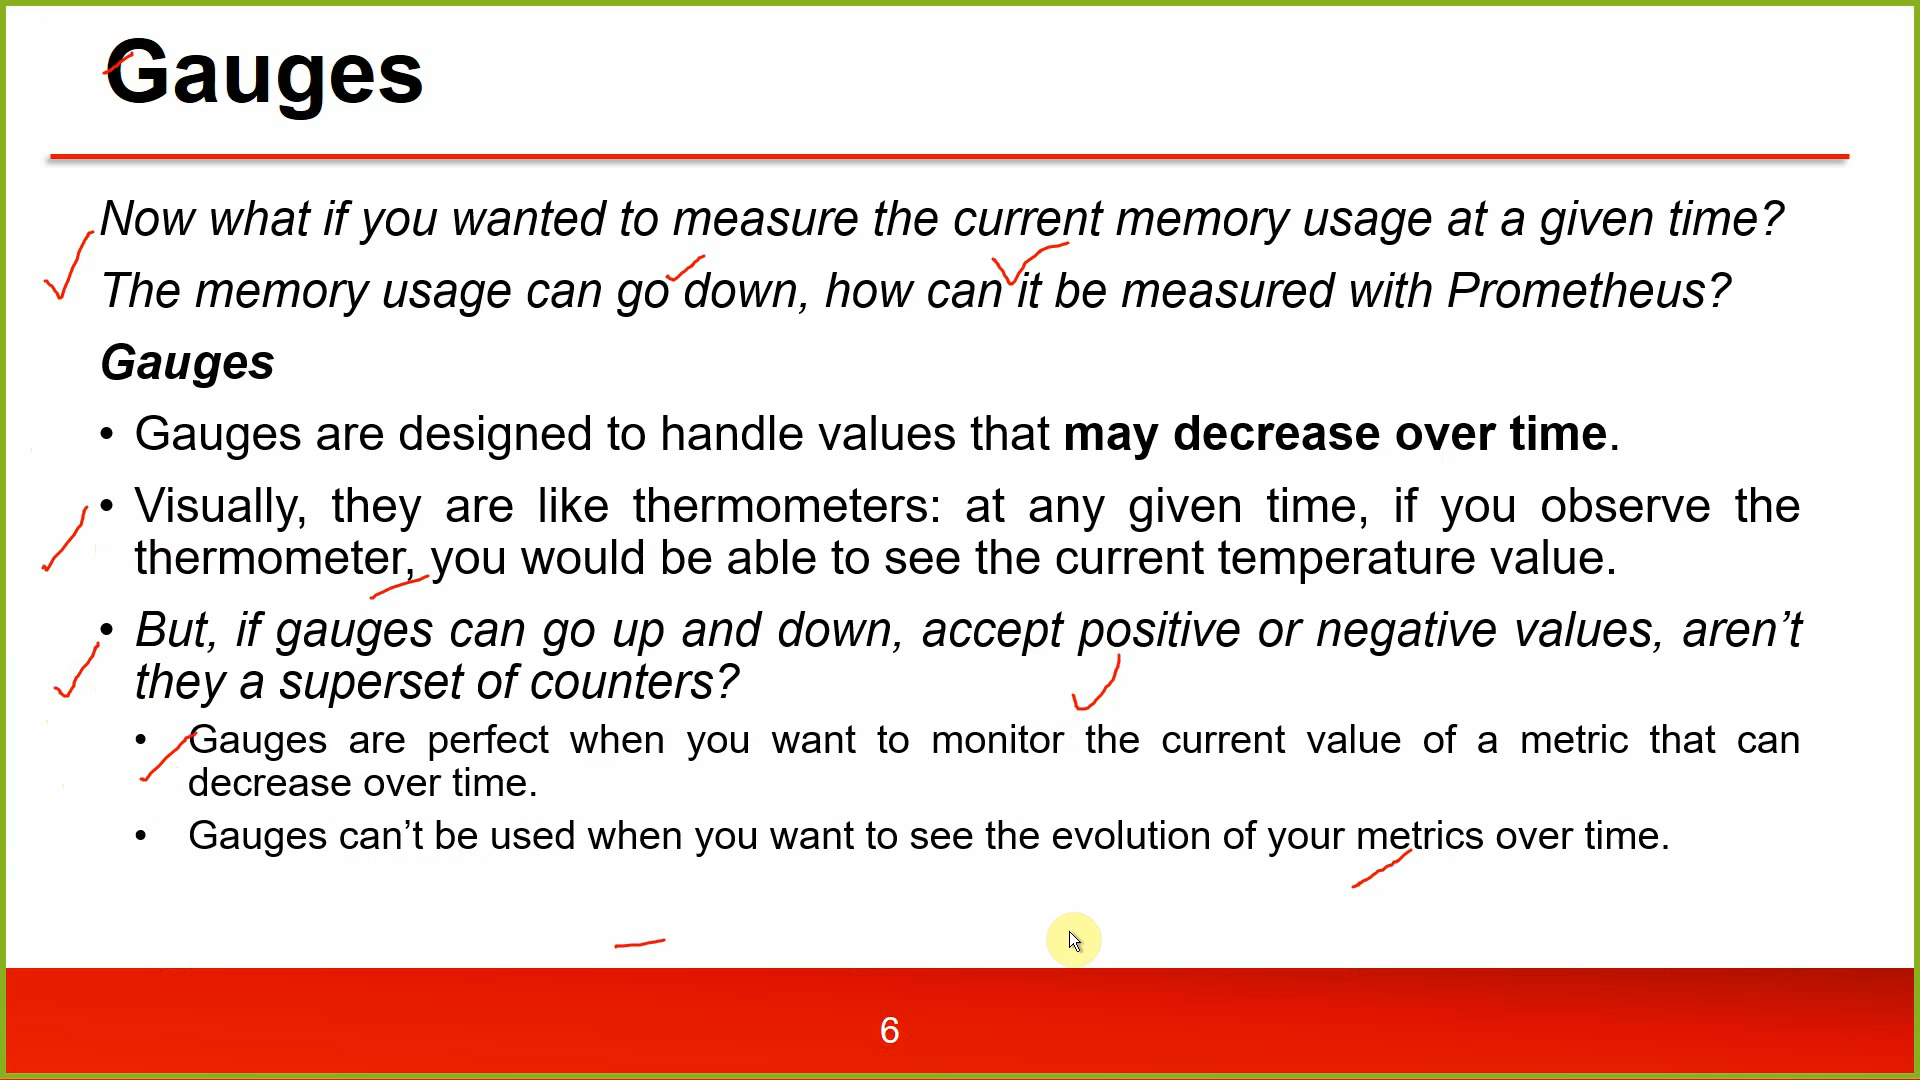 Gauges
Now what if you wanted to measure the current memory usage at a given time?
The memory usage can go down, how can it be measured with Prometheus?
Gauges
• Gauges are designed to handle values that may decrease over time.
• Visually, they are like thermometers: at any given time, if you observe the
thermometer, you would be able to see the current temperature value.
• But, if gauges can go up and down, accept positive or negative values, aren’t
they a superset of counters?
• Gauges are perfect when you want to monitor the current value of a metric that can
decrease over time.
• Gauges can’t be used when you want to see the evolution of your metrics over time.
6